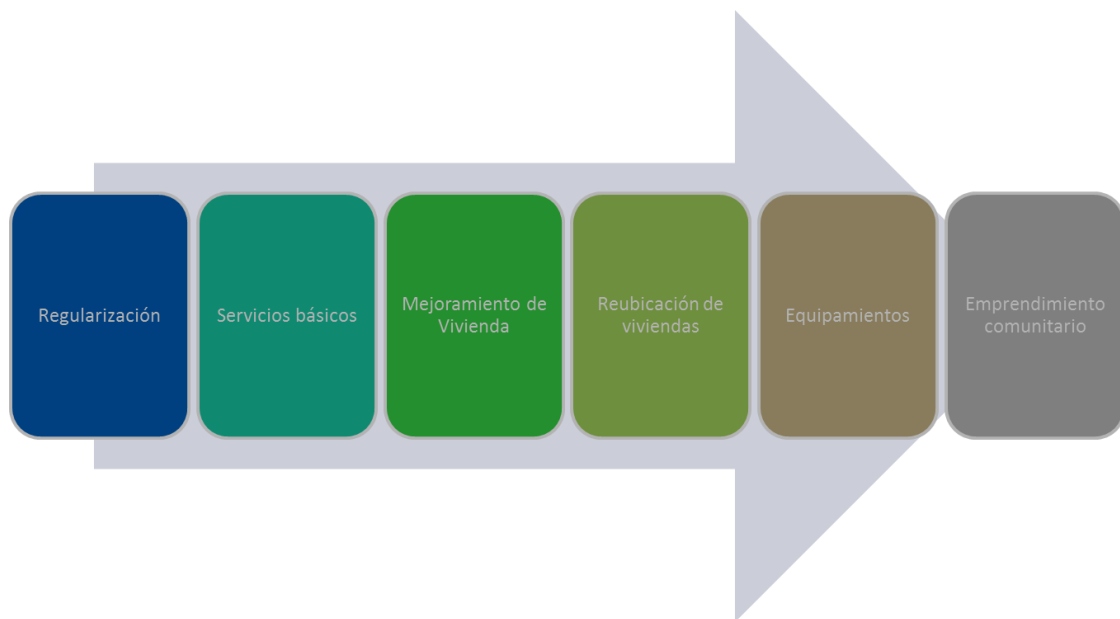 Regularización
Servicios básicos
Mejoramiento de
Vivienda
Reubicación de
viviendas
Equipamientos
Emprendimiento
comunitario